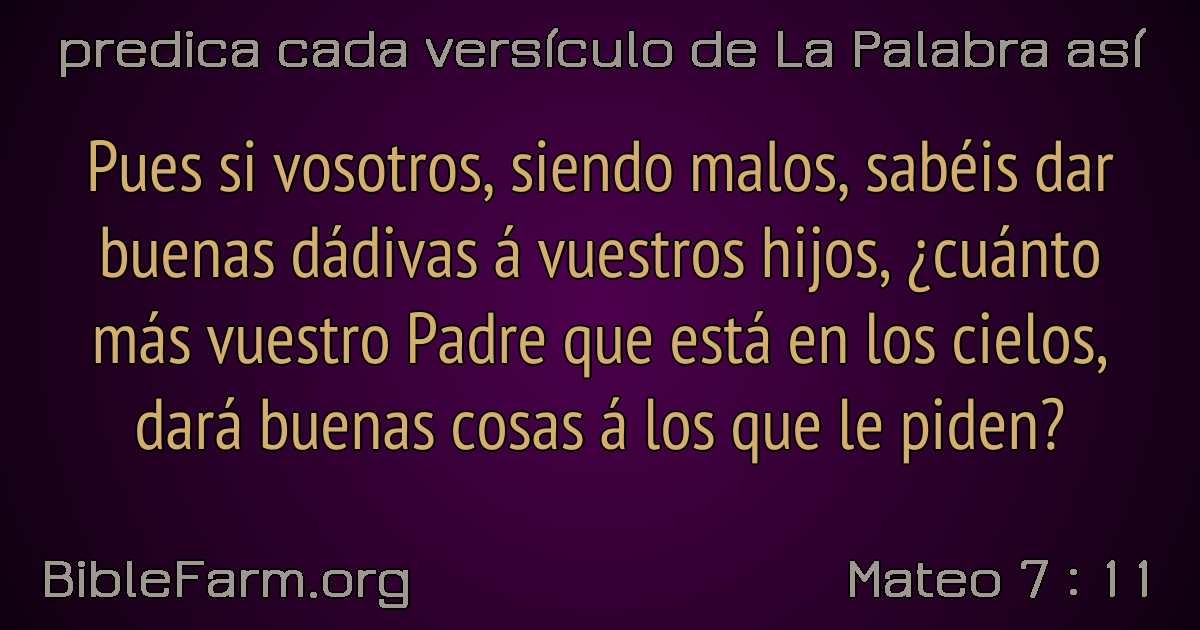 predica cada versículo de La Palabra así
Pues si vosotros, siendo malos, sabéis dar
buenas dádivas á vuestros hijos, ¿cuánto
más vuestro Padre que está en los cielos,
dará buenas cosas á los que le piden?
BibleFarm.org
Mateo 7 : 11